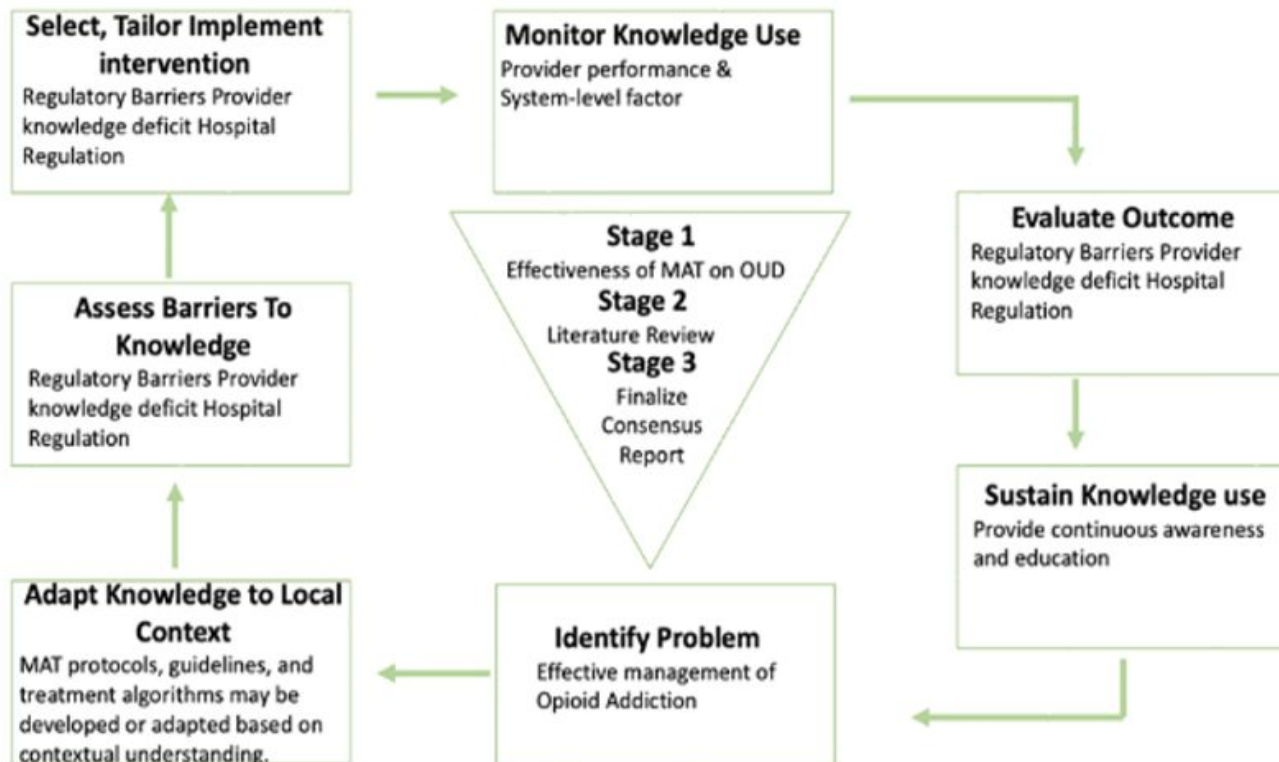 Select, Tailor Implement
intervention
Regulatory Barriers Provider
knowledge deficit Hospital
Regulation
Monitor Knowledge Use
Provider performance &
System-level factor
Evaluate Outcome
Regulatory Barriers Provider
knowledge deficit Hospital
Regulation
Stage 1
Effectiveness of MAT on OUD
Stage 2
Literature Review
Stage 3
Finalize
Consensus
Report
Assess Barriers To
Knowledge
Regulatory Barriers Provider
knowledge deficit Hospital
Regulation
Sustain Knowledge use
Provide continuous awareness
and education
Adapt Knowledge to Local
Context
MAT protocols, guidelines, and
treatment algorithms may be
developed or adapted based on
contextual understanding.
Identify Problem
Effective management of
Opioid Addiction